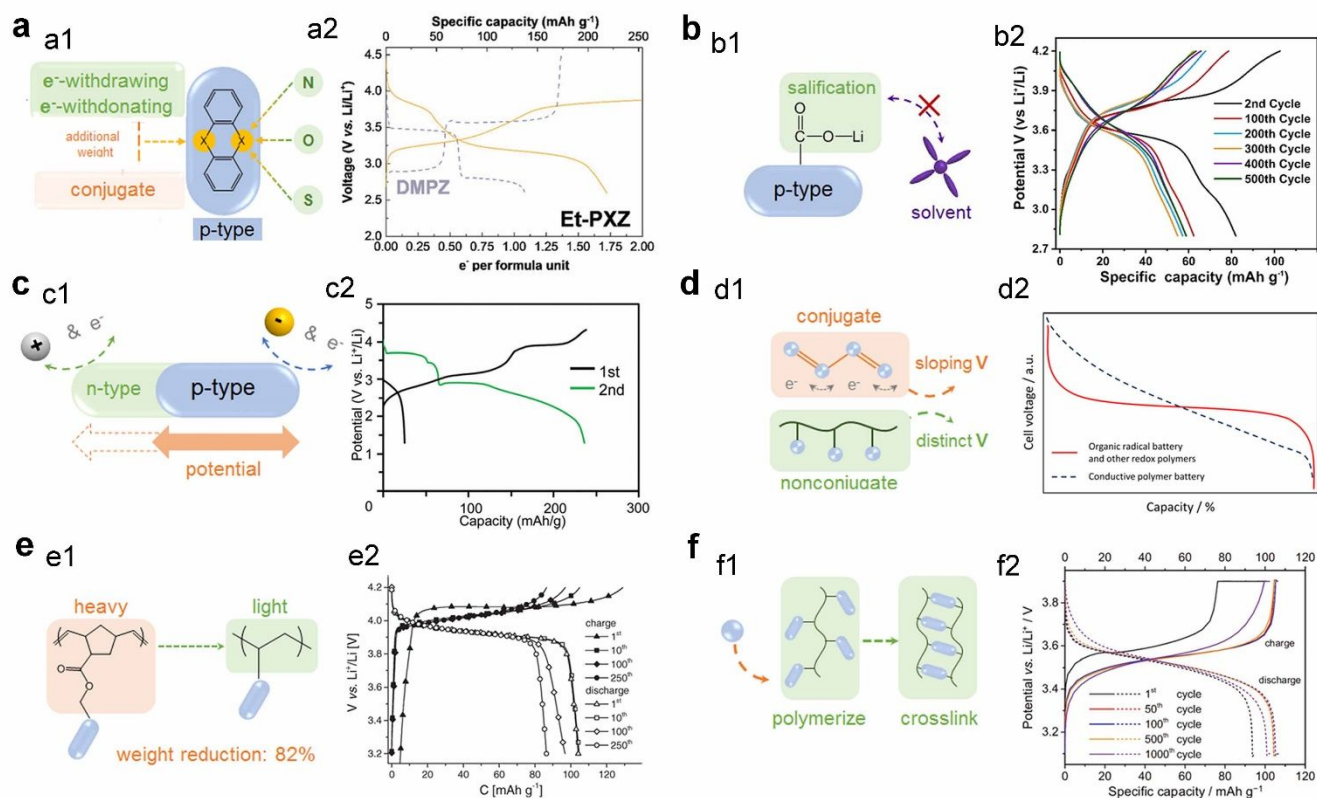 a
a1
e⁻-withdrawing
e⁻-withdonating
additional
weight
conjugate
X
X
N
O
S
p-type
a2
Specific capacity (mAh g⁻¹)
0 50 100 150 200 250
4.5
4.0
3.5
3.0
2.5
2.0
Voltage (V vs. Li/Li⁺)
DMPZ
Et-PXZ
0.00 0.25 0.50 0.75 1.00 1.25 1.50 1.75 2.00
e⁻ per formula unit
b
b1
salification
O
C
O
Li
p-type
solvent
b2
4.2
3.9
3.6
3.3
3.0
2.7
Potential V (vs Li⁺/Li)
2nd Cycle
100th Cycle
200th Cycle
300th Cycle
400th Cycle
500th Cycle
0 20 40 60 80 100
Specific capacity (mAh g⁻¹)
c
c1
+
& e⁻
-
& e⁻
n-type
p-type
potential
c2
5
4
4
3
3
2
2
1
1
0
Potential (V vs. Li⁺/Li)
1st
2nd
0 100 200 300
Capacity (mAh/g)
d
d1
conjugate
e⁻
e⁻
sloping V
distinct V
nonconjugate
d2
Cell voltage / a.u.
Organic radical battery
and other redox polymers
Conductive polymer battery
Capacity / %
e
e1
heavy
light
O
O
weight reduction: 82%
e2
4.2
4.0
3.8
3.6
3.4
3.2
V vs. Li⁺/Li [V]
charge
1st
10th
100th
250th
discharge
1st
10th
100th
250th
0 20 40 60 80 100 120
C [mAh g⁻¹]
f
f1
polymerize
crosslink
f2
0 20 40 60 80 100 120
3.8
3.6
3.4
3.2
Potential vs. Li/Li⁺ / V
charge
discharge
1st cycle
50th cycle
100th cycle
500th cycle
1000th cycle
0 20 40 60 80 100 120
Specific capacity / mAh g⁻¹